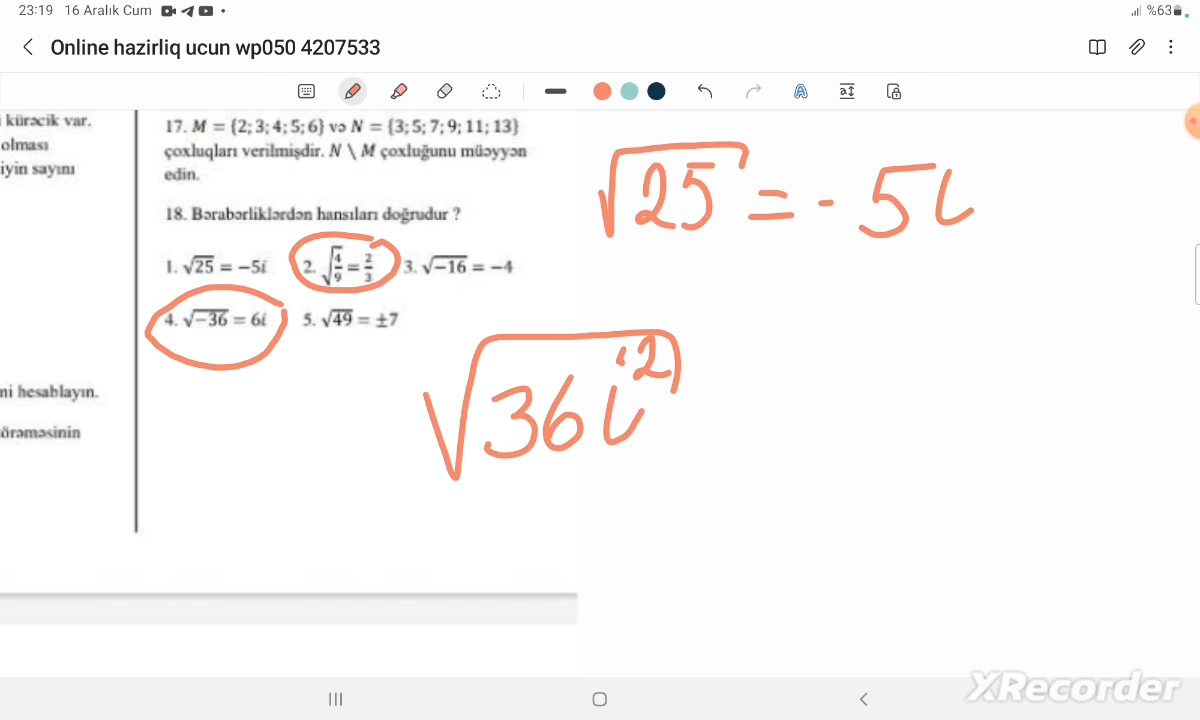 23:19 16 Aralık Cum • %63
Online hazirliq ucun wp050 4207533
i kürəcik var.
olması
iyin sayını
17. M = {2; 3; 4; 5; 6} və N = {3; 5; 7; 9; 11; 13}
çoxluqları verilmişdir. N \ M çoxluğunu müəyyən
edin.
18. Bərabərliklərdən hansıları doğrudur ?
1. √25 = −5i 2. √4/9 = 2/3 3. √−16 = −4
4. √−36 = 6i 5. √49 = ±7
ni hesablayın.
törəməsinin
√25 = - 5i
√36i²
XRecorder